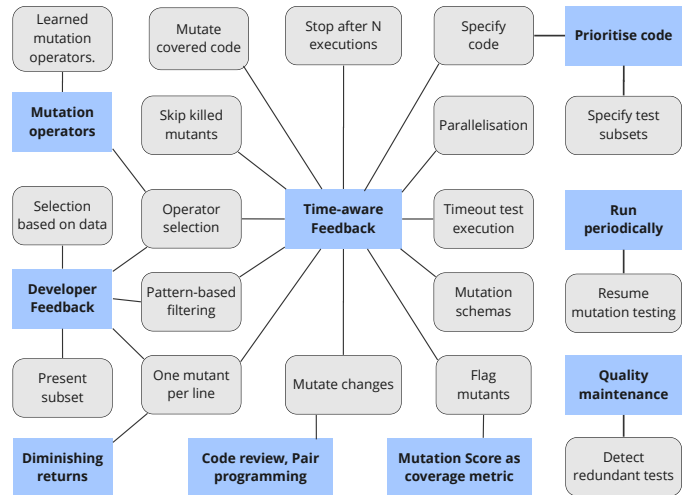 Learned
mutation
operators.
Mutate
covered code
Stop after N
executions
Specify
code
Prioritise code
Mutation
operators
Skip killed
mutants
Parallelisation
Specify test
subsets
Selection
based on data
Operator
selection
Time-aware
Feedback
Timeout test
execution
Run
periodically
Developer
Feedback
Pattern-based
filtering
Mutation
schemas
Resume
mutation testing
Present
subset
One mutant
per line
Mutate changes
Flag
mutants
Quality
maintenance
Diminishing
returns
Code review, Pair
programming
Mutation Score as
coverage metric
Detect
redundant tests